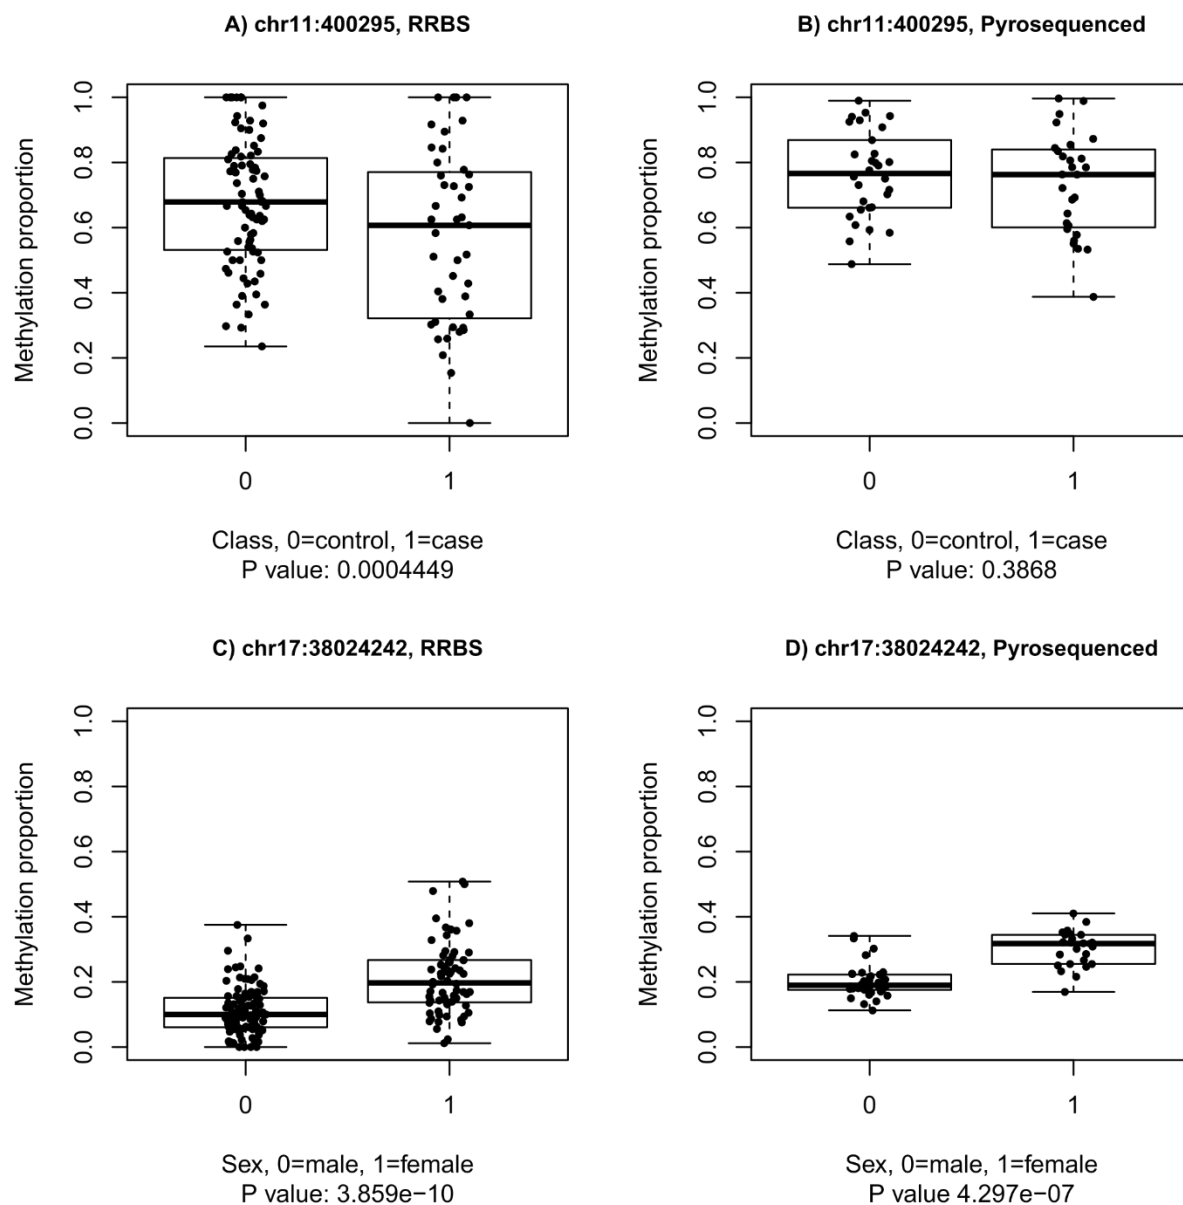 A) chr11:400295, RRBS
Methylation proportion
1.0
0.8
0.6
0.4
0.2
0.0
0 1
Class, 0=control, 1=case
P value: 0.0004449
B) chr11:400295, Pyrosequenced
Methylation proportion
1.0
0.8
0.6
0.4
0.2
0.0
0 1
Class, 0=control, 1=case
P value: 0.3868
C) chr17:38024242, RRBS
Methylation proportion
1.0
0.8
0.6
0.4
0.2
0.0
0 1
Sex, 0=male, 1=female
P value: 3.859e−10
D) chr17:38024242, Pyrosequenced
Methylation proportion
1.0
0.8
0.6
0.4
0.2
0.0
0 1
Sex, 0=male, 1=female
P value 4.297e−07